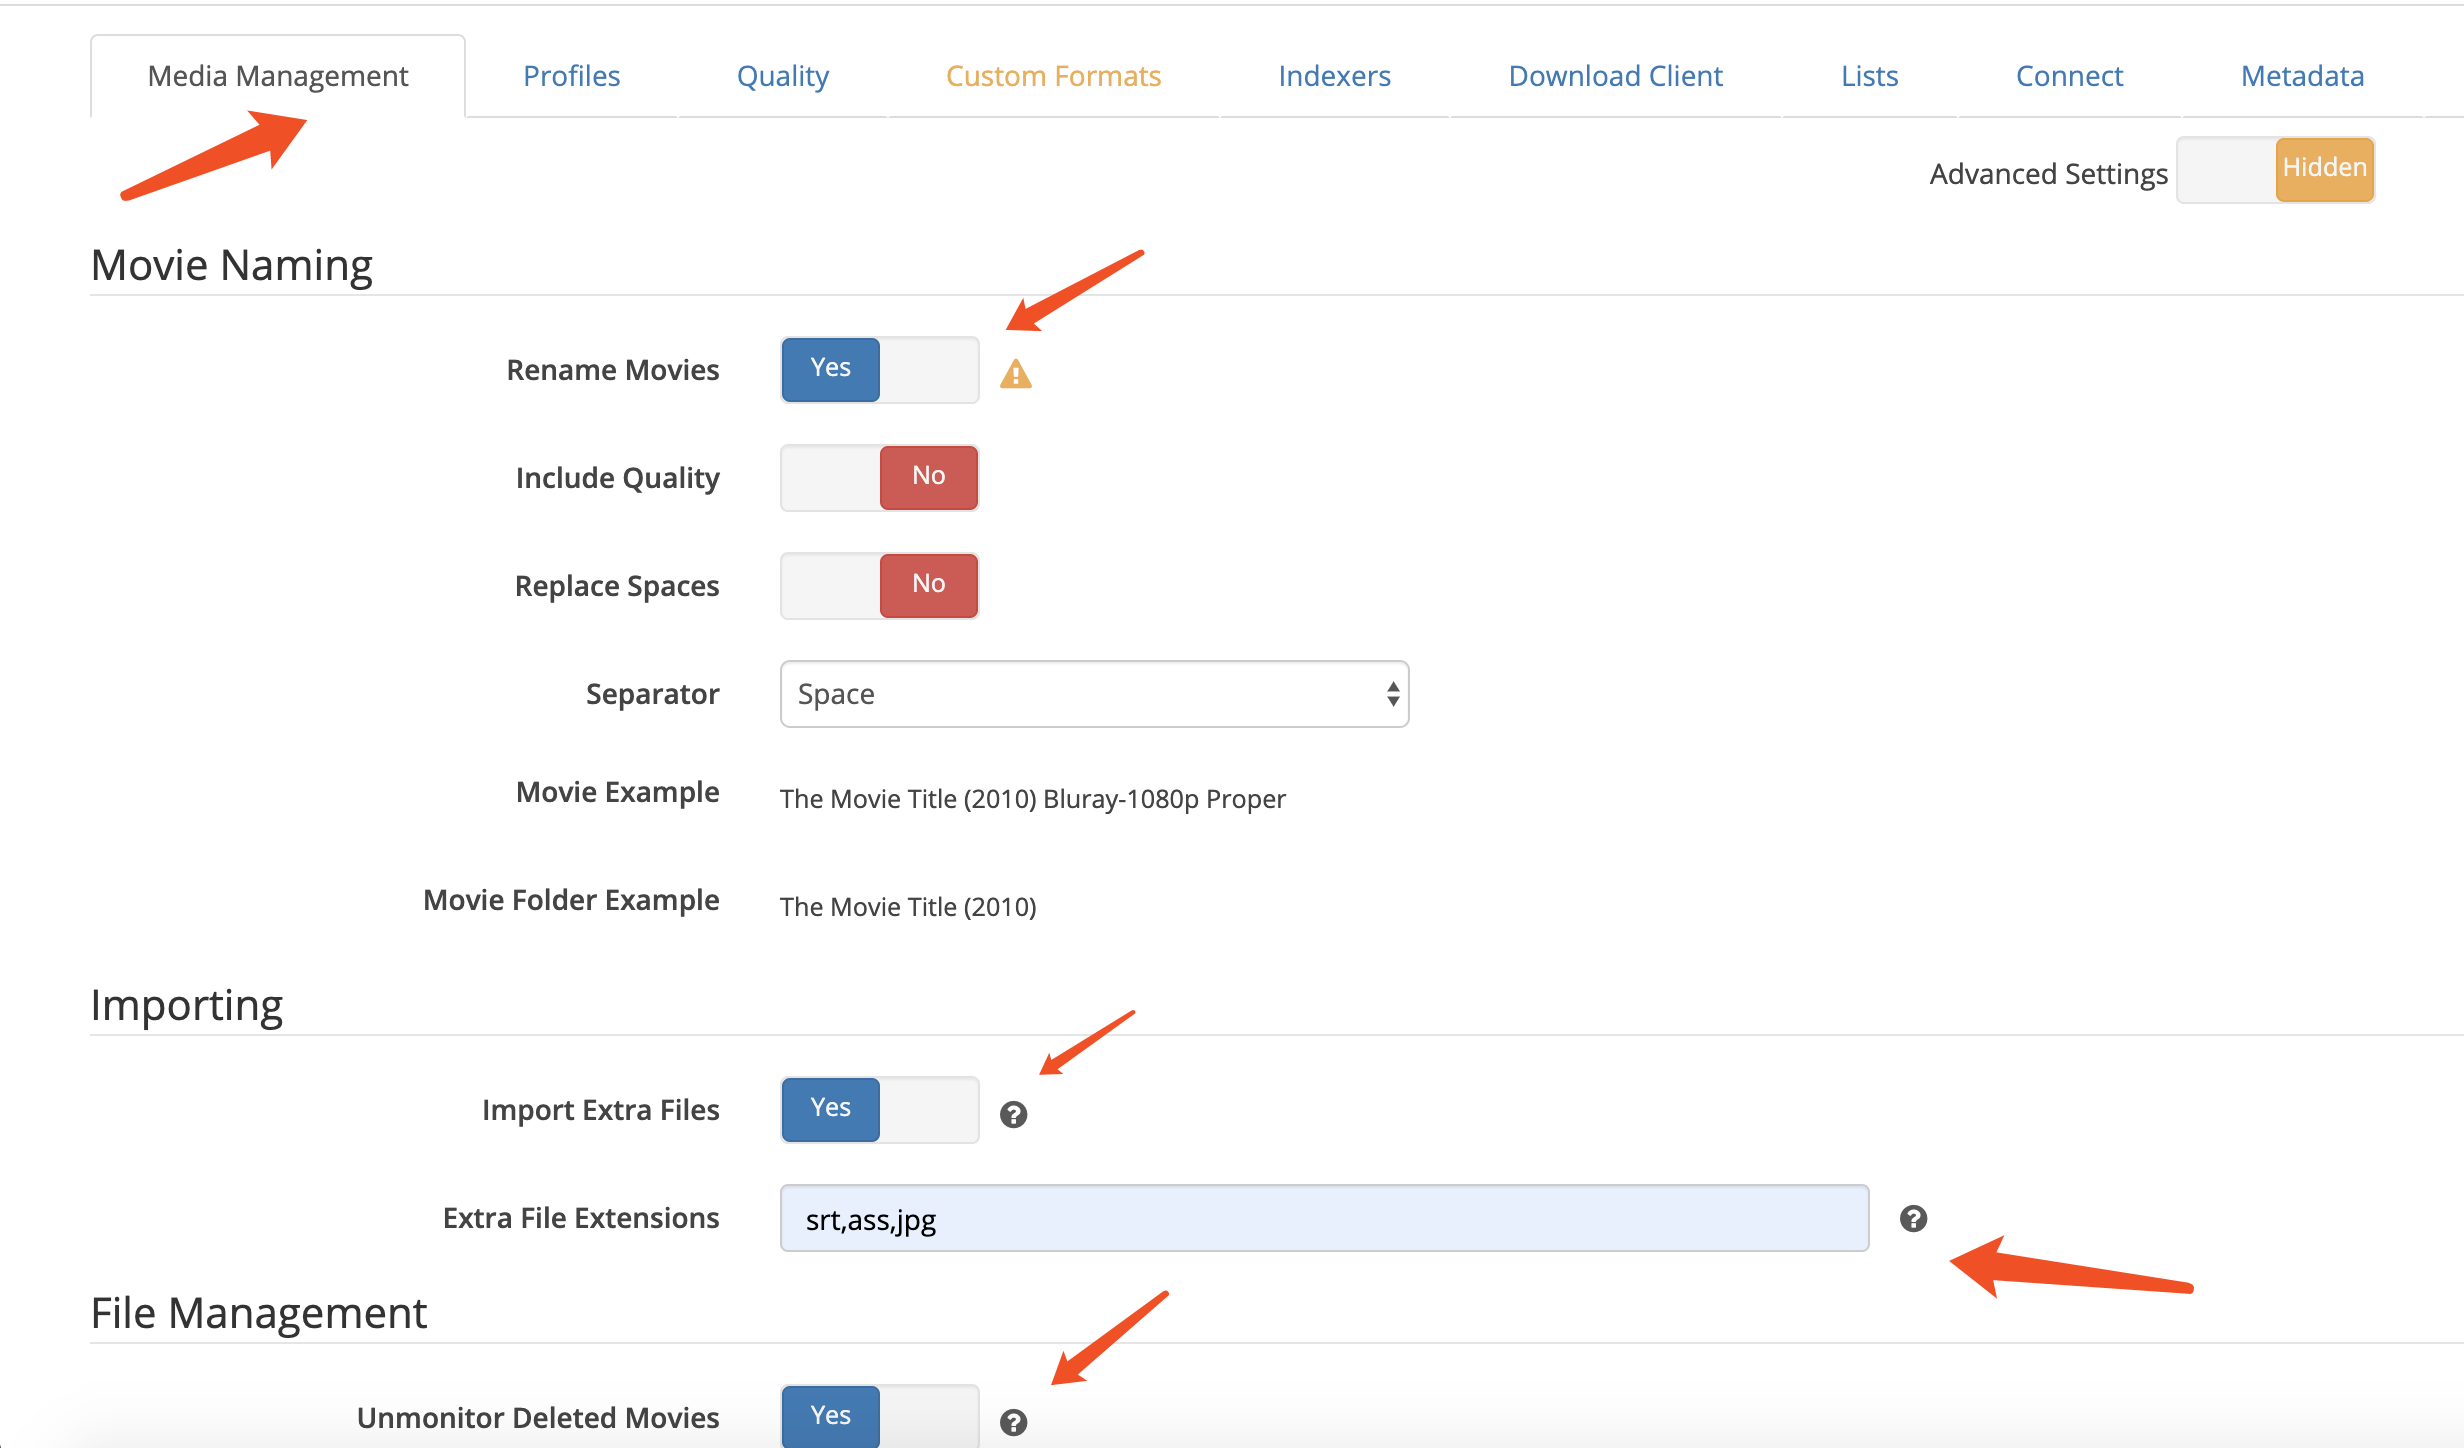 Media Management Profiles Quality Custom Formats Indexers Download Client Lists Connect Metadata
Advanced Settings Hidden
Movie Naming
Rename Movies Yes
Include Quality No
Replace Spaces No
Separator Space
Movie Example The Movie Title (2010) Bluray-1080p Proper
Movie Folder Example The Movie Title (2010)
Importing
Import Extra Files Yes
Extra File Extensions srt,ass,jpg
File Management
Unmonitor Deleted Movies Yes